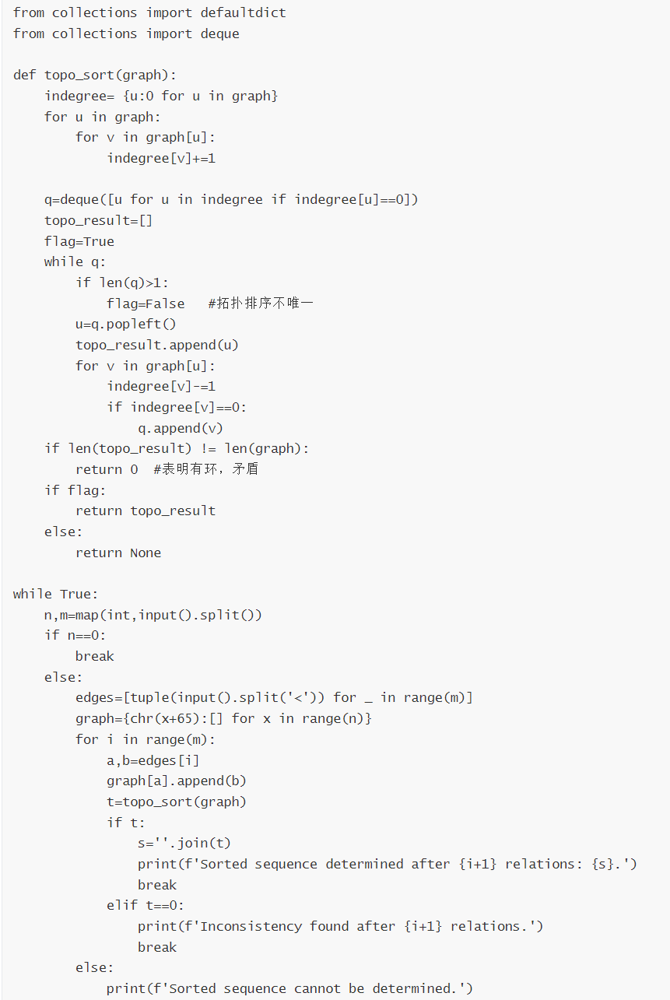 from collections import defaultdict
from collections import deque

def topo_sort(graph):
    indegree= {u:0 for u in graph}
    for u in graph:
        for v in graph[u]:
            indegree[v]+=1

    q=deque([u for u in indegree if indegree[u]==0])
    topo_result=[]
    flag=True
    while q:
        if len(q)>1:
            flag=False   #拓扑排序不唯一
        u=q.popleft()
        topo_result.append(u)
        for v in graph[u]:
            indegree[v]-=1
            if indegree[v]==0:
                q.append(v)
    if len(topo_result) != len(graph):
        return 0  #表明有环，矛盾
    if flag:
        return topo_result
    else:
        return None

while True:
    n,m=map(int,input().split())
    if n==0:
        break
    else:
        edges=[tuple(input().split('<')) for _ in range(m)]
        graph={chr(x+65):[] for x in range(n)}
        for i in range(m):
            a,b=edges[i]
            graph[a].append(b)
            t=topo_sort(graph)
            if t:
                s=''.join(t)
                print(f'Sorted sequence determined after {i+1} relations: {s}.')
                break
            elif t==0:
                print(f'Inconsistency found after {i+1} relations.')
                break
        else:
            print(f'Sorted sequence cannot be determined.')